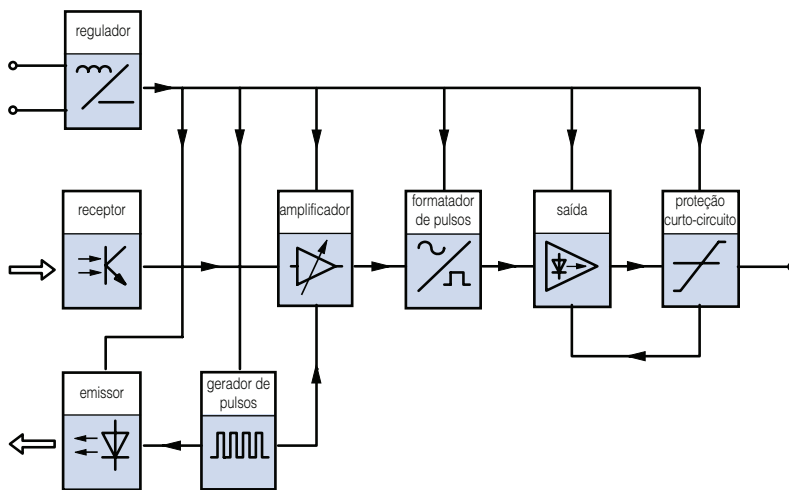 regulador
receptor
amplificador
formatador
de pulsos
saída
proteção
curto-circuito
emissor
gerador de
pulsos